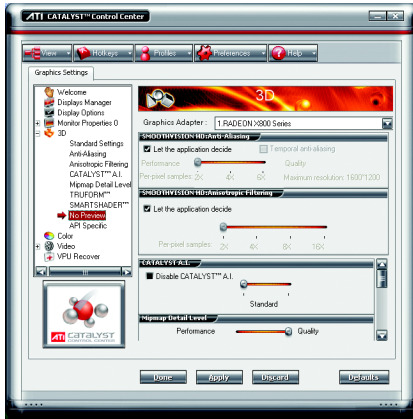 ATI CATALYST™ Control Center
View Hotkeys Profiles Preferences Help
Graphics Settings
Welcome
Displays Manager
Display Options
Monitor Properties 0
3D
Standard Settings
Anti-Aliasing
Anisotropic Filtering
CATALYST™ A.I.
Mipmap Detail Level
TRUFORM™
SMARTSHADER™
No Preview
API Specific
Color
Video
VPU Recover
ATI CATALYST
CONTROL CENTER
3D
Graphics Adapter : 1.RADEON X800 Series
SMOOTHVISION HD:Anti-Aliasing
Let the application decide Temporal anti-aliasing
Performance Quality
Per-pixel samples: 2X 4X 6X Maximum resolution: 1600*1200
SMOOTHVISION HD:Anisotropic Filtering
Let the application decide
Per-pixel samples: 2X 4X 8X 16X
CATALYST A.I.
Disable CATALYST™ A.I.
Standard
Mipmap Detail Level
Performance Quality
Done Apply Discard Defaults